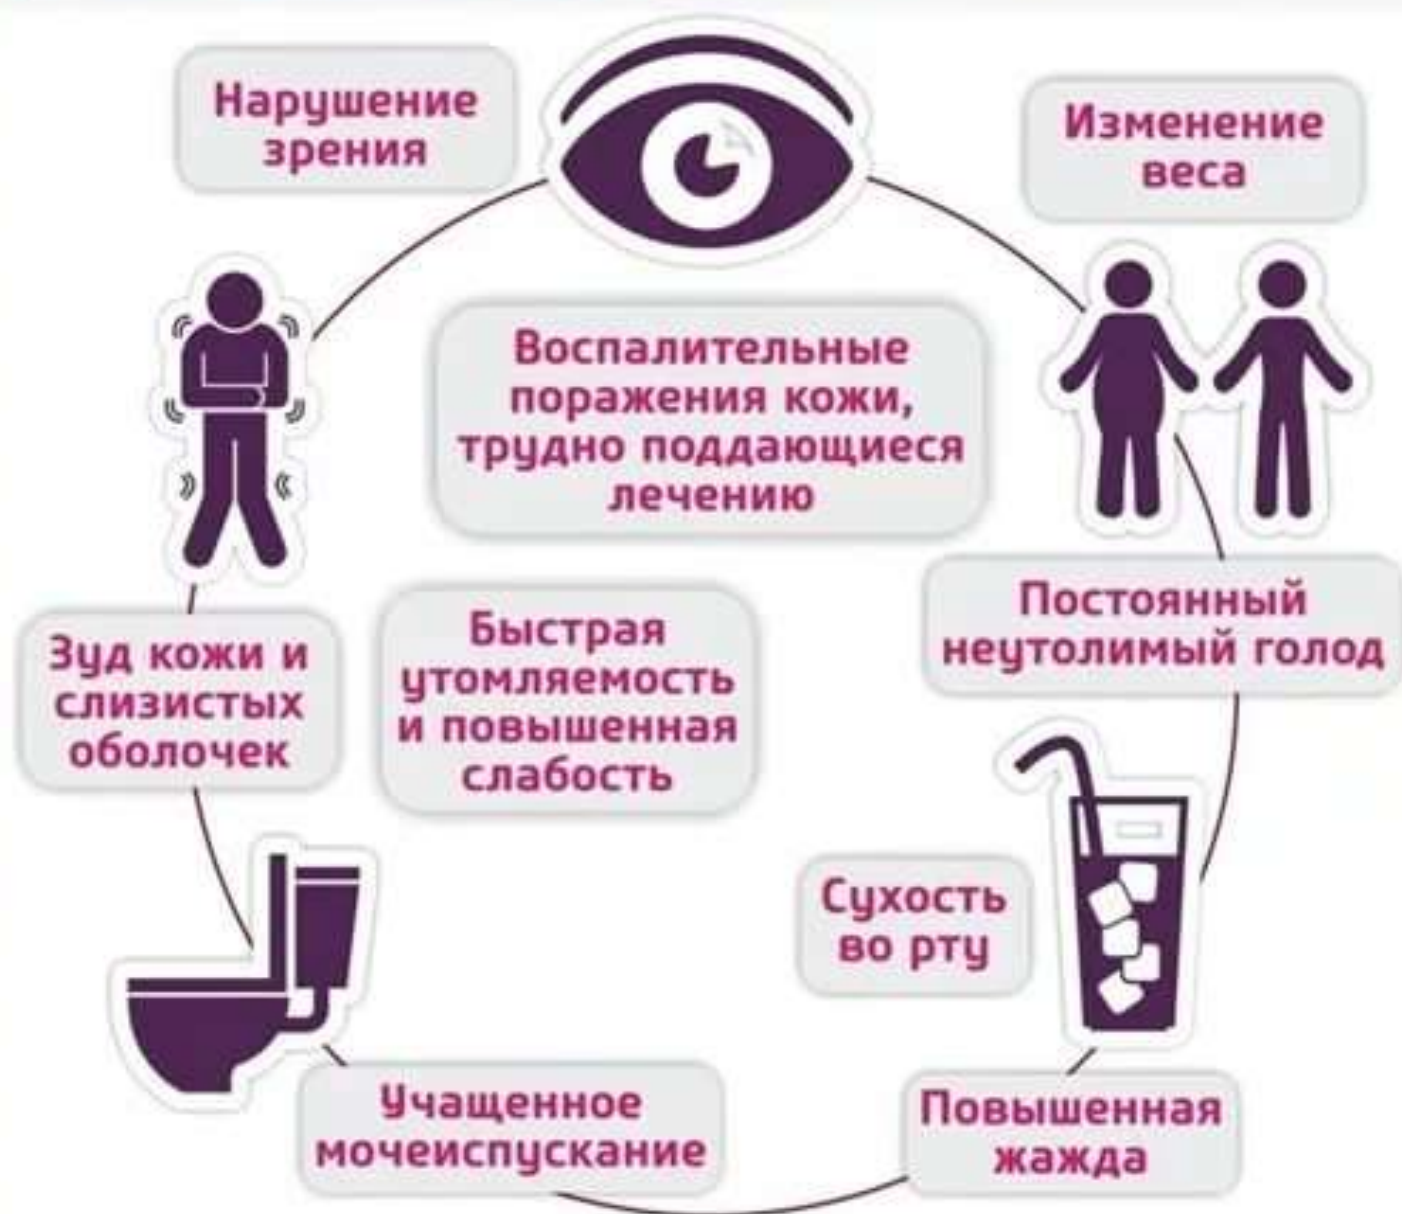 Нарушение
зрения
Изменение
веса
Воспалительные
поражения кожи,
трудно поддающиеся
лечению
Постоянный
неутолимый голод
Зуд кожи и
слизистых
оболочек
Быстрая
утомляемость
и повышенная
слабость
Сухость
во рту
Учащенное
мочеиспускание
Повышенная
жажда